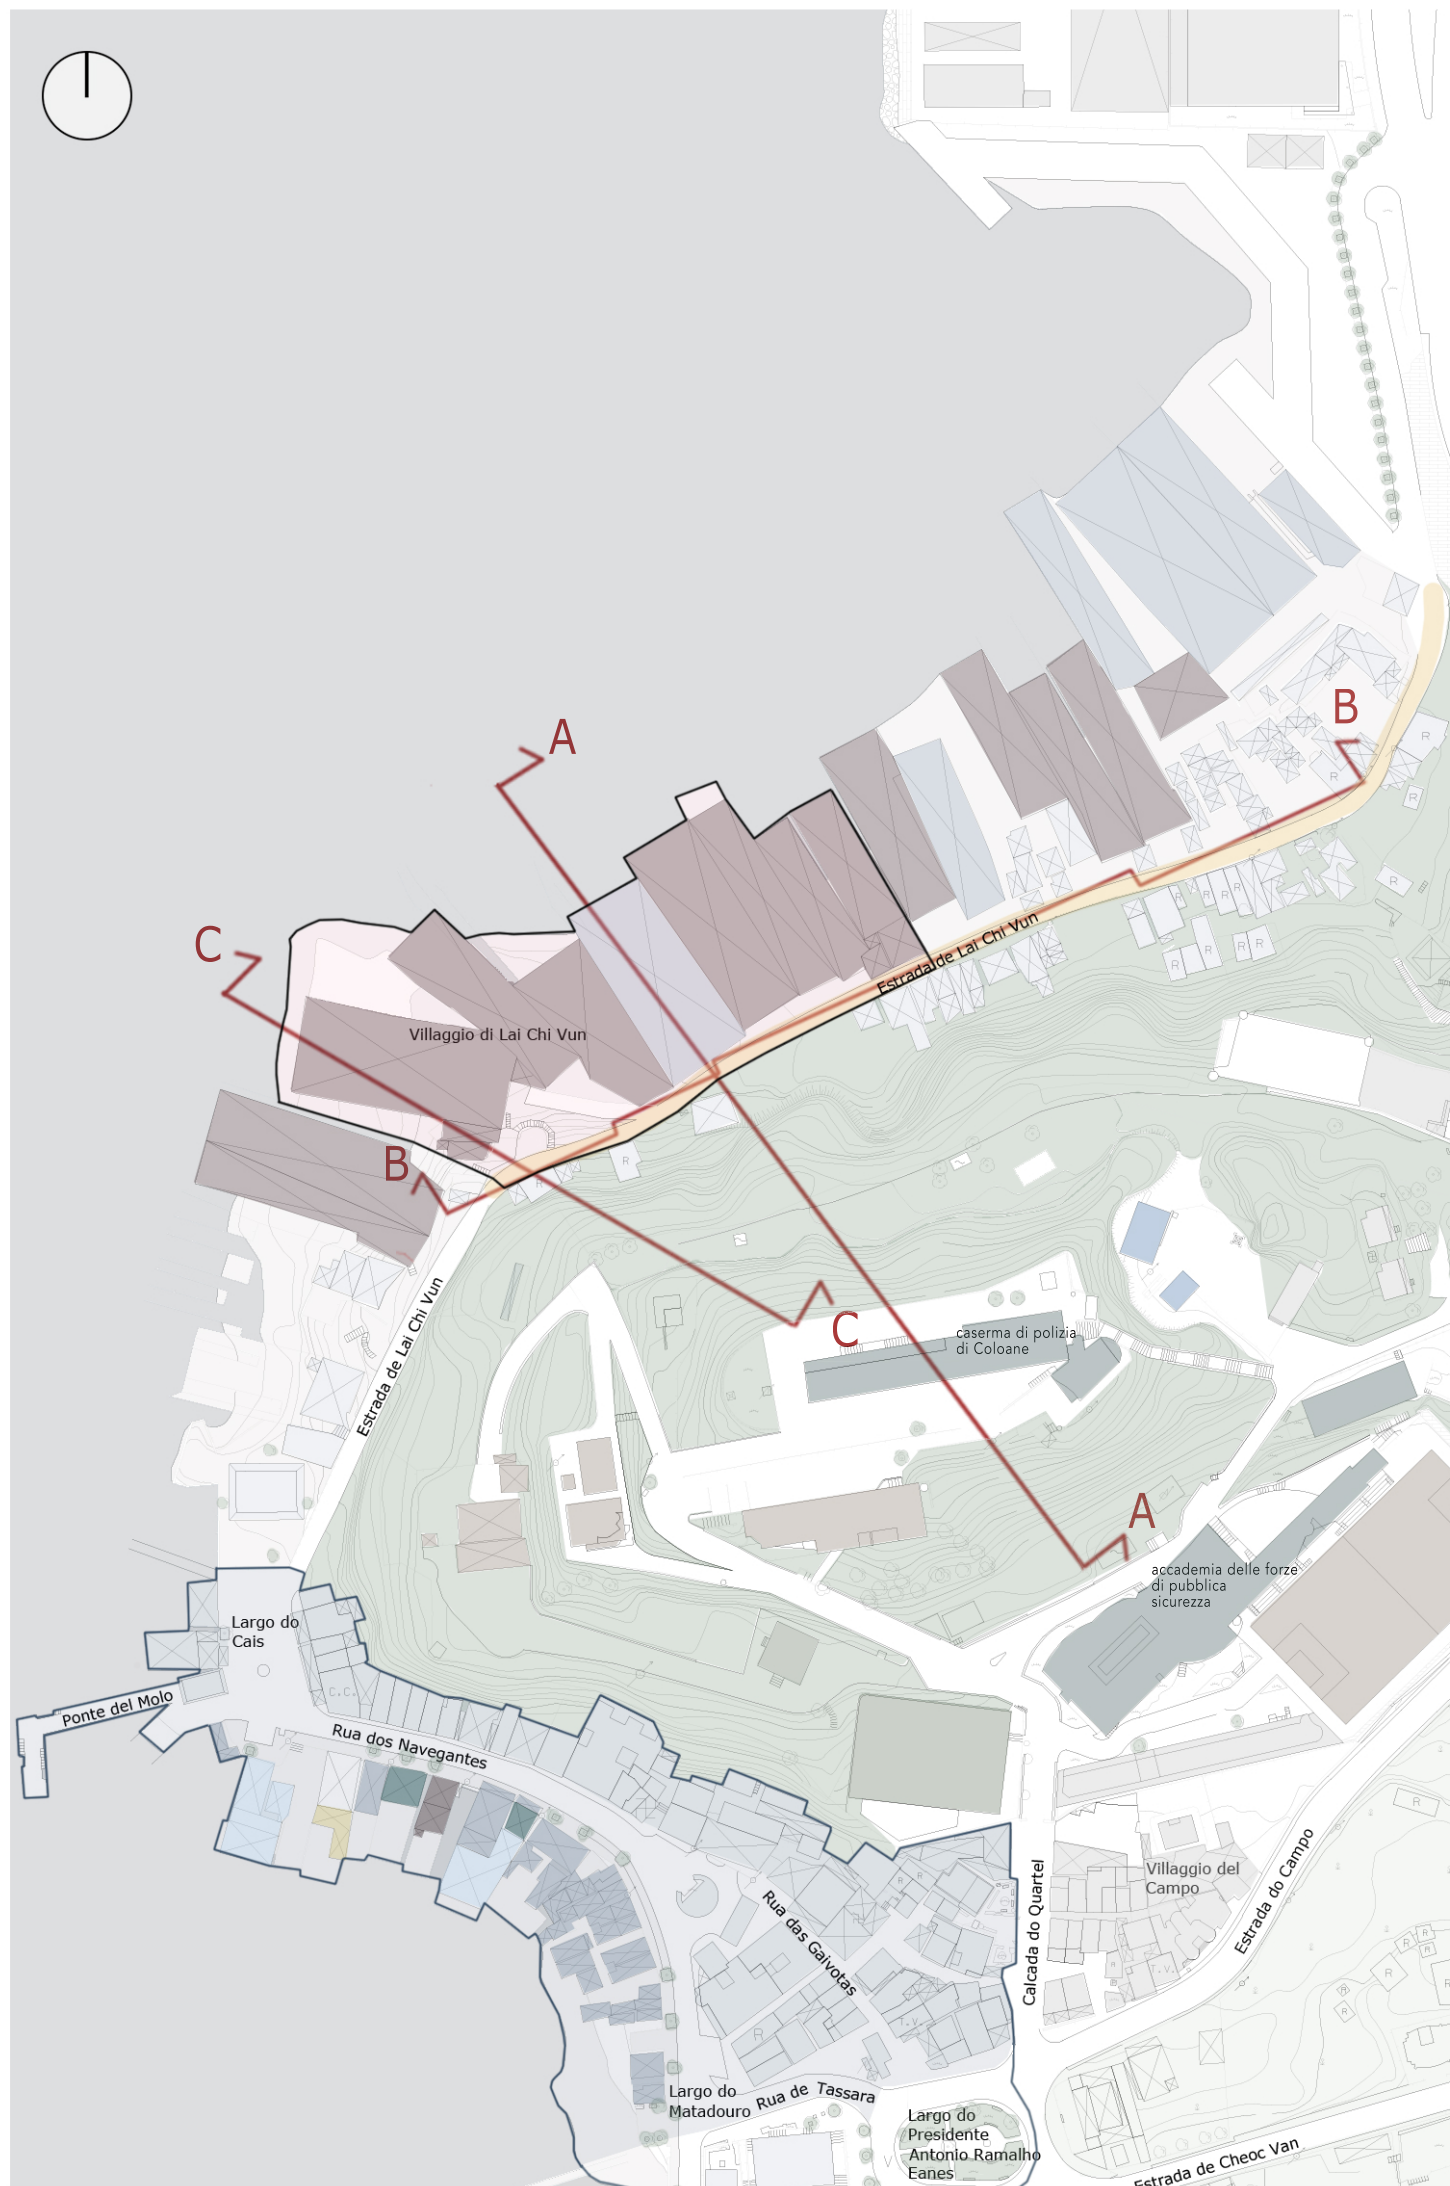 B
A
C
Estrada de Lai Chi Vun
Villaggio di Lai Chi Vun
B
C
caserma di polizia
di Coloane
Estrada de Lai Chi Vun
A
accademia delle forze
di pubblica
sicurezza
Largo do
Cais
C.C.
Ponte del Molo
Rua dos Navegantes
Villaggio del
Campo
Estrada do Campo
Calcada do Quartel
Rua das Gaivotas
T.V.
T.V.
R
R
R
R
R
R
R
R
R
R
R
R
R
R
Largo do
Matadouro
Rua de Tassara
Largo do
Presidente
Antonio Ramalho
Eanes
Estrada de Cheoc Van